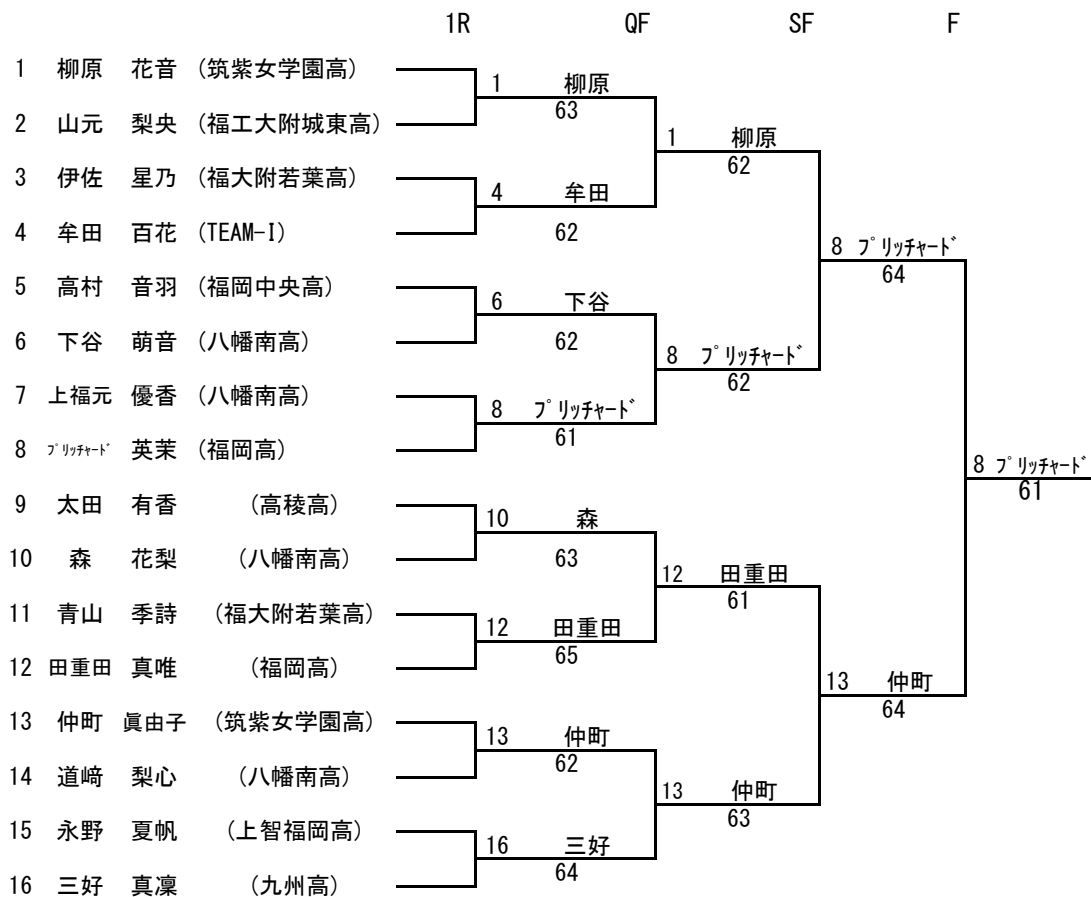 1R QF SF F
1 柳原 花音 (筑紫女学園高)
1 柳原
63
2 山元 梨央 (福工大附城東高)
1 柳原
62
3 伊佐 星乃 (福大附若葉高)
4 牟田
62
4 牟田 百花 (TEAM-I)
8 プリッチャード
64
5 高村 音羽 (福岡中央高)
6 下谷
62
6 下谷 萌音 (八幡南高)
8 プリッチャード
62
7 上福元 優香 (八幡南高)
8 プリッチャード
61
8 プリッチャード 英茉 (福岡高)
8 プリッチャード
61
9 太田 有香 (高稜高)
10 森
63
10 森 花梨 (八幡南高)
12 田重田
61
11 青山 季詩 (福大附若葉高)
12 田重田
65
12 田重田 真唯 (福岡高)
13 仲町
64
13 仲町 眞由子 (筑紫女学園高)
13 仲町
62
14 道﨑 梨心 (八幡南高)
13 仲町
63
15 永野 夏帆 (上智福岡高)
16 三好
64
16 三好 真凜 (九州高)